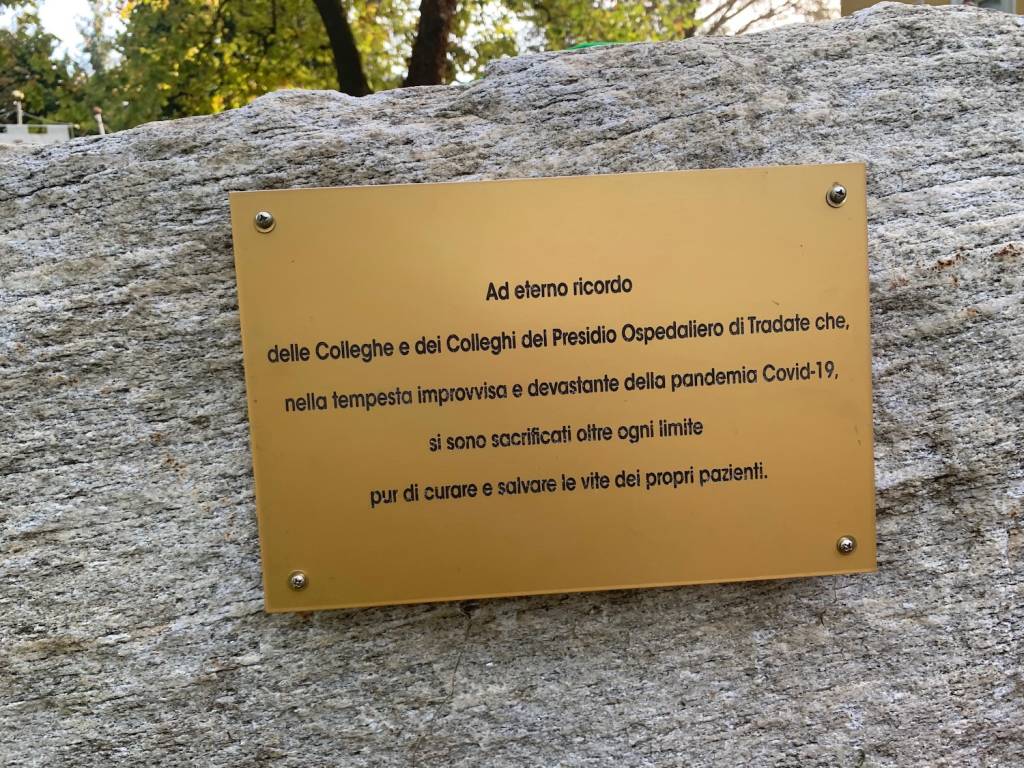 Ad eterno ricordo
delle Colleghe e dei Colleghi del Presidio Ospedaliero di Tradate che,
nella tempesta improvvisa e devastante della pandemia Covid-19,
si sono sacrificati oltre ogni limite
pur di curare e salvare le vite dei propri pazienti.